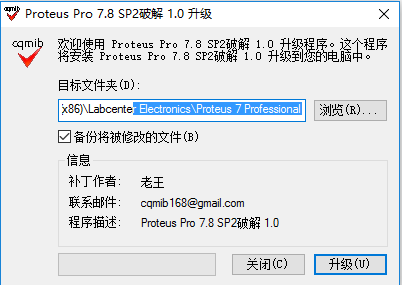 Proteus Pro 7.8 SP2破解 1.0 升级
cqmib
欢迎使用 Proteus Pro 7.8 SP2破解 1.0 升级程序。这个程序
将安装 Proteus Pro 7.8 SP2破解 1.0 升级到您的电脑中。
cqmib
目标文件夹(D):
x86)\Labcenter Electronics\Proteus 7 Professional
浏览(R)...
备份将被修改的文件(B)
信息
补丁作者: 老王
联系邮件: cqmib168@gmail.com
程序描述: Proteus Pro 7.8 SP2破解 1.0
关闭(C)
升级(U)